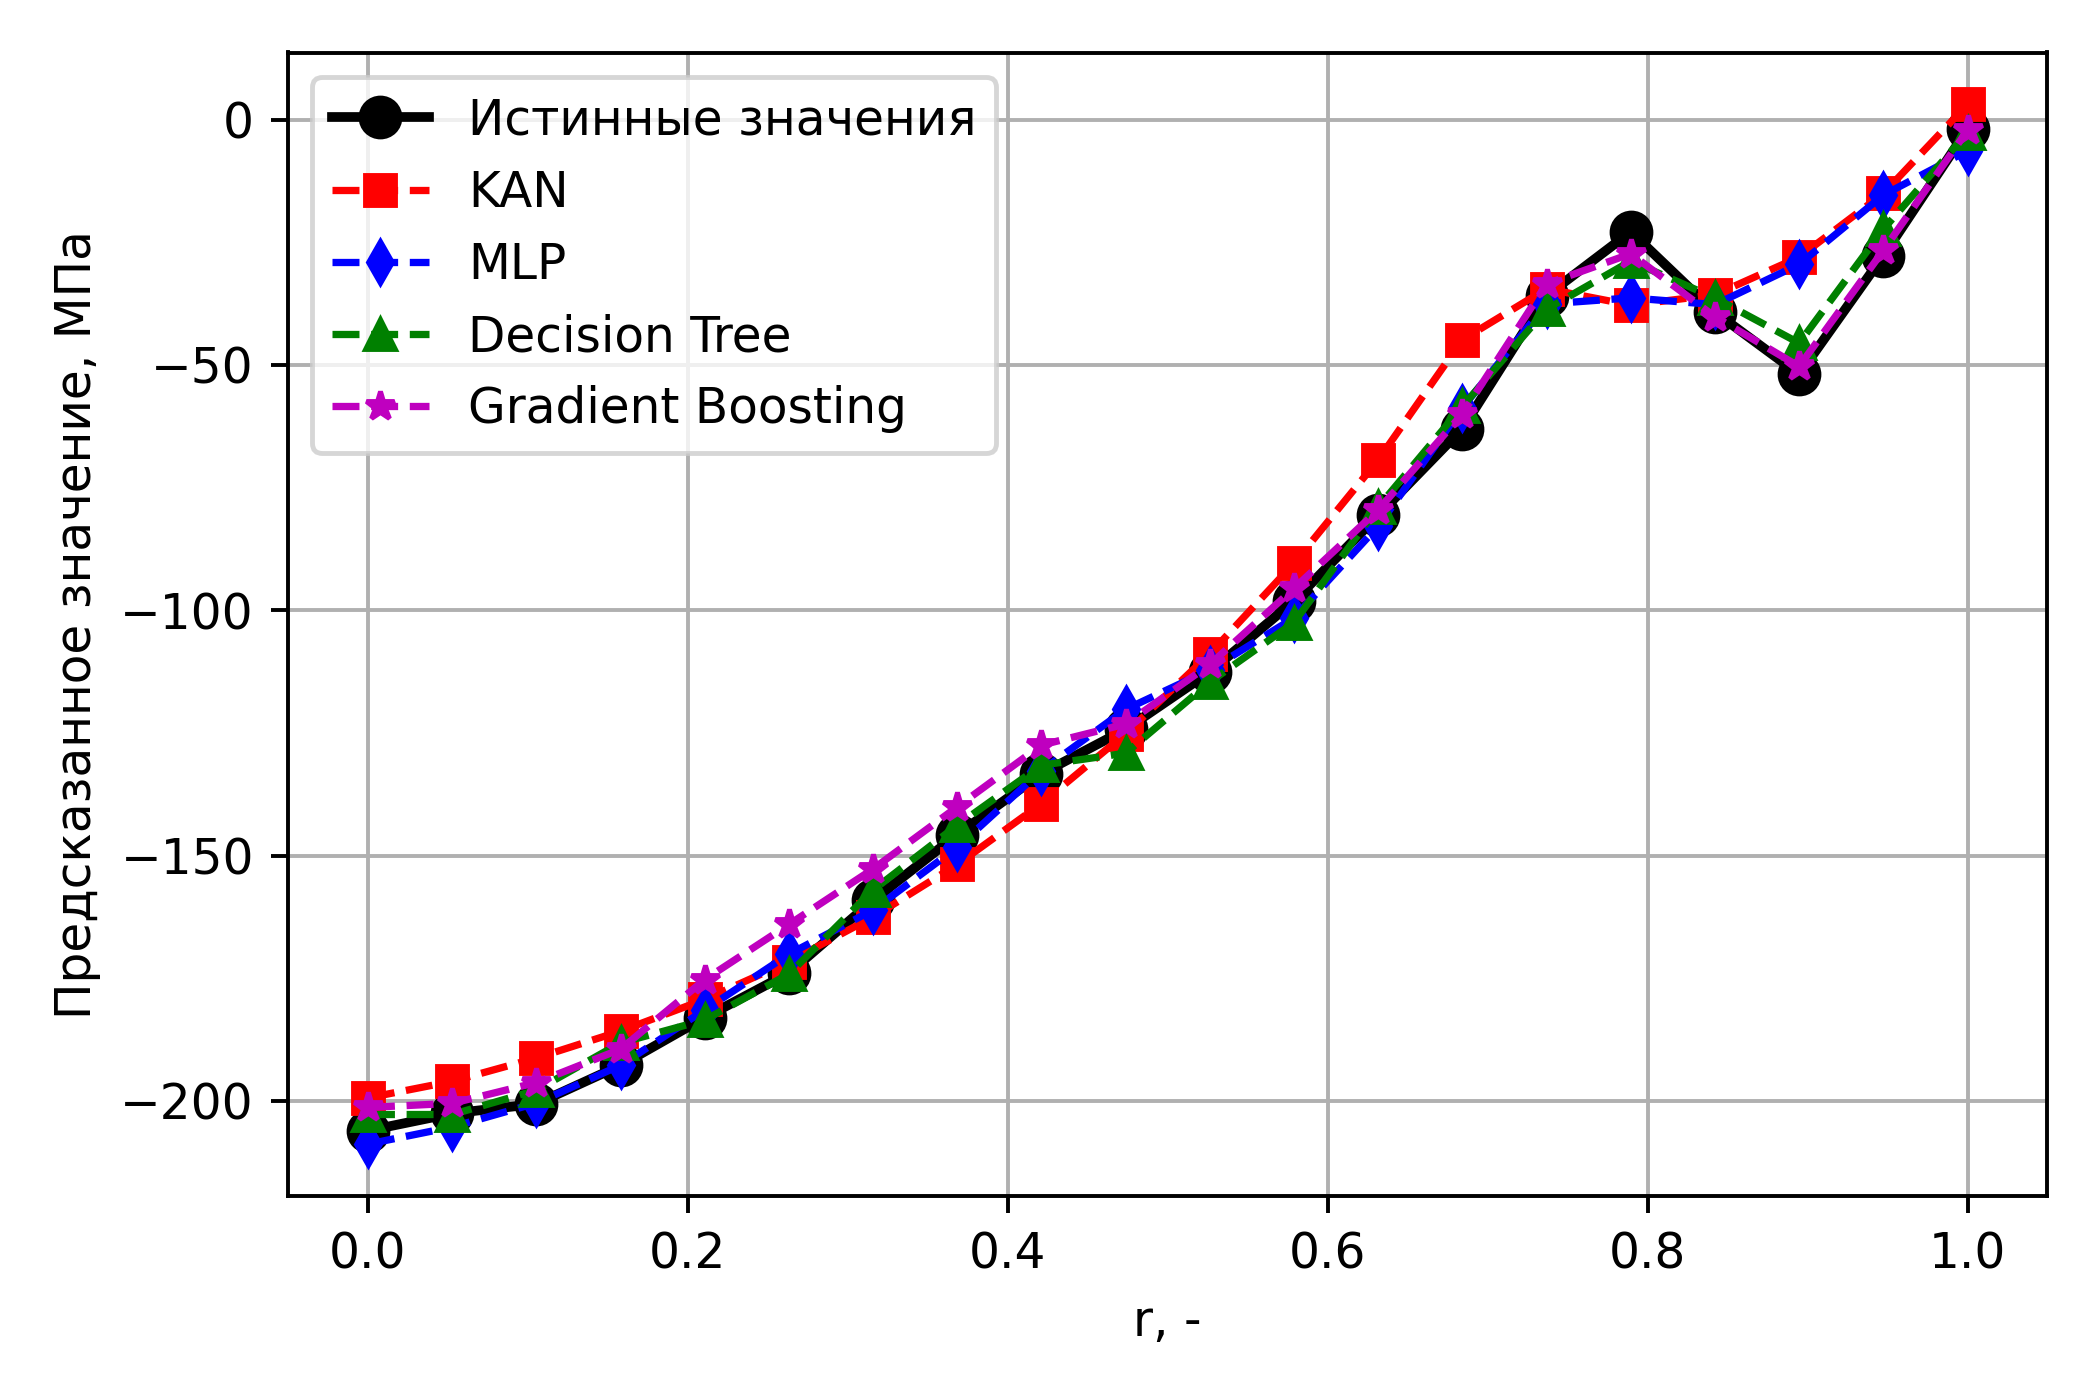 Предсказанное значение, МПа
0
−50
−100
−150
−200
Истинные значения
KAN
MLP
Decision Tree
Gradient Boosting
0.0 0.2 0.4 0.6 0.8 1.0
r, -